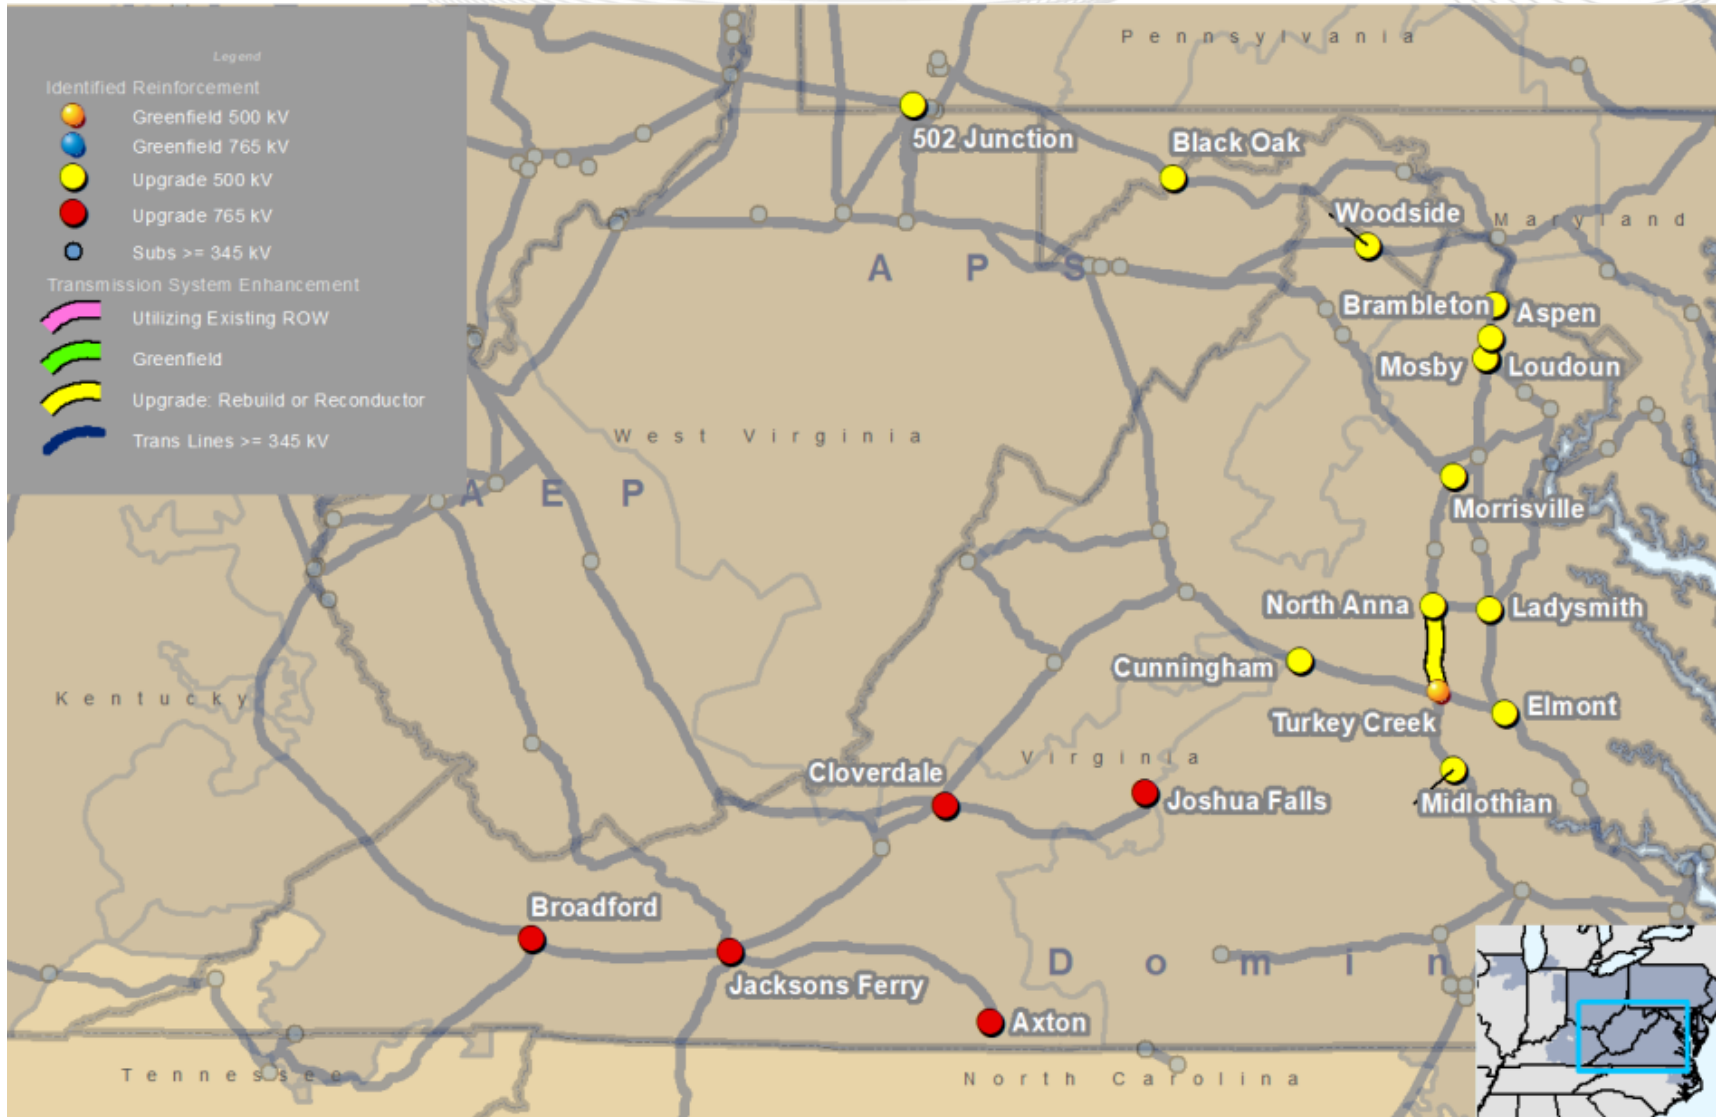 Legend
Identified Reinforcement
Greenfield 500 kV
Greenfield 765 kV
Upgrade 500 kV
Upgrade 765 kV
Subs >= 345 kV
Transmission System Enhancement
Utilizing Existing ROW
Greenfield
Upgrade: Rebuild or Reconductor
Trans Lines >= 345 kV
Pennsylvania
502 Junction
Black Oak
Woodside
Maryland
APS
Brambleton
Aspen
Mosby
Loudoun
West Virginia
AEP
Morrisville
North Anna
Ladysmith
Cunningham
Kentucky
Turkey Creek
Elmont
Virginia
Cloverdale
Joshua Falls
Midlothian
Broadford
Domin
Jacksons Ferry
Axton
Tennessee
North Carolina